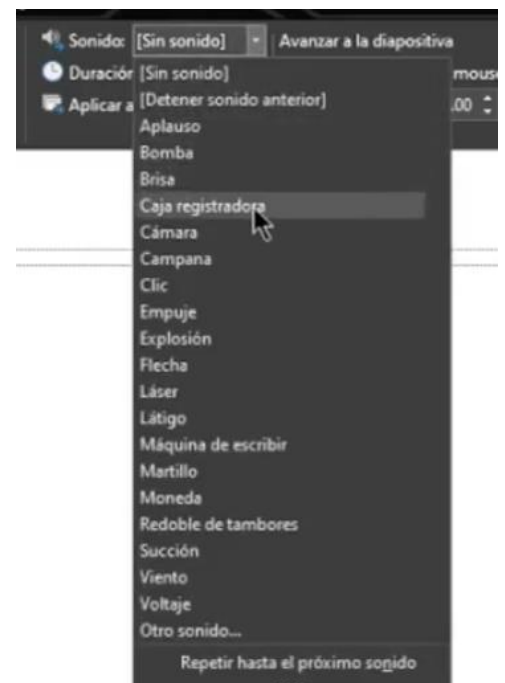 Sonido: [Sin sonido] Avanzar a la diapositiva
Duración [Sin sonido] mouse
Aplicar a [Detener sonido anterior] .00
Aplauso
Bomba
Brisa
Caja registradora
Cámara
Campana
Clic
Empuje
Explosión
Flecha
Láser
Látigo
Máquina de escribir
Martillo
Moneda
Redoble de tambores
Succión
Viento
Voltaje
Otro sonido...
Repetir hasta el próximo sonido